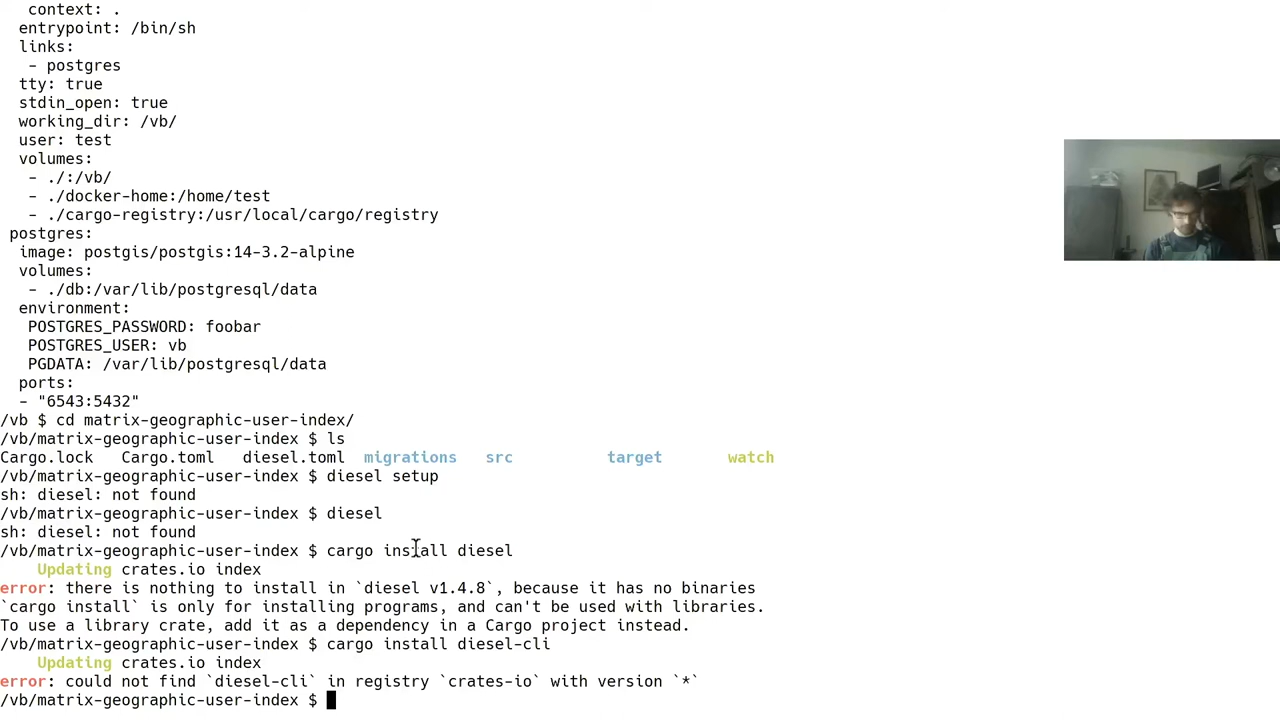 context: .
entrypoint: /bin/sh
links:
- postgres
tty: true
stdin_open: true
working_dir: /vb/
user: test
volumes:
- ./:/vb/
- ./docker-home:/home/test
- ./cargo-registry:/usr/local/cargo/registry
postgres:
image: postgis/postgis:14-3.2-alpine
volumes:
- ./db:/var/lib/postgresql/data
environment:
POSTGRES_PASSWORD: foobar
POSTGRES_USER: vb
PGDATA: /var/lib/postgresql/data
ports:
- "6543:5432"
/vb $ cd matrix-geographic-user-index/
/vb/matrix-geographic-user-index $ ls
Cargo.lock Cargo.toml diesel.toml migrations src target watch
/vb/matrix-geographic-user-index $ diesel setup
sh: diesel: not found
/vb/matrix-geographic-user-index $ diesel
sh: diesel: not found
/vb/matrix-geographic-user-index $ cargo install diesel
Updating crates.io index
error: there is nothing to install in `diesel v1.4.8`, because it has no binaries
`cargo install` is only for installing programs, and can't be used with libraries.
To use a library crate, add it as a dependency in a Cargo project instead.
/vb/matrix-geographic-user-index $ cargo install diesel-cli
Updating crates.io index
error: could not find `diesel-cli` in registry `crates-io` with version `*`
/vb/matrix-geographic-user-index $